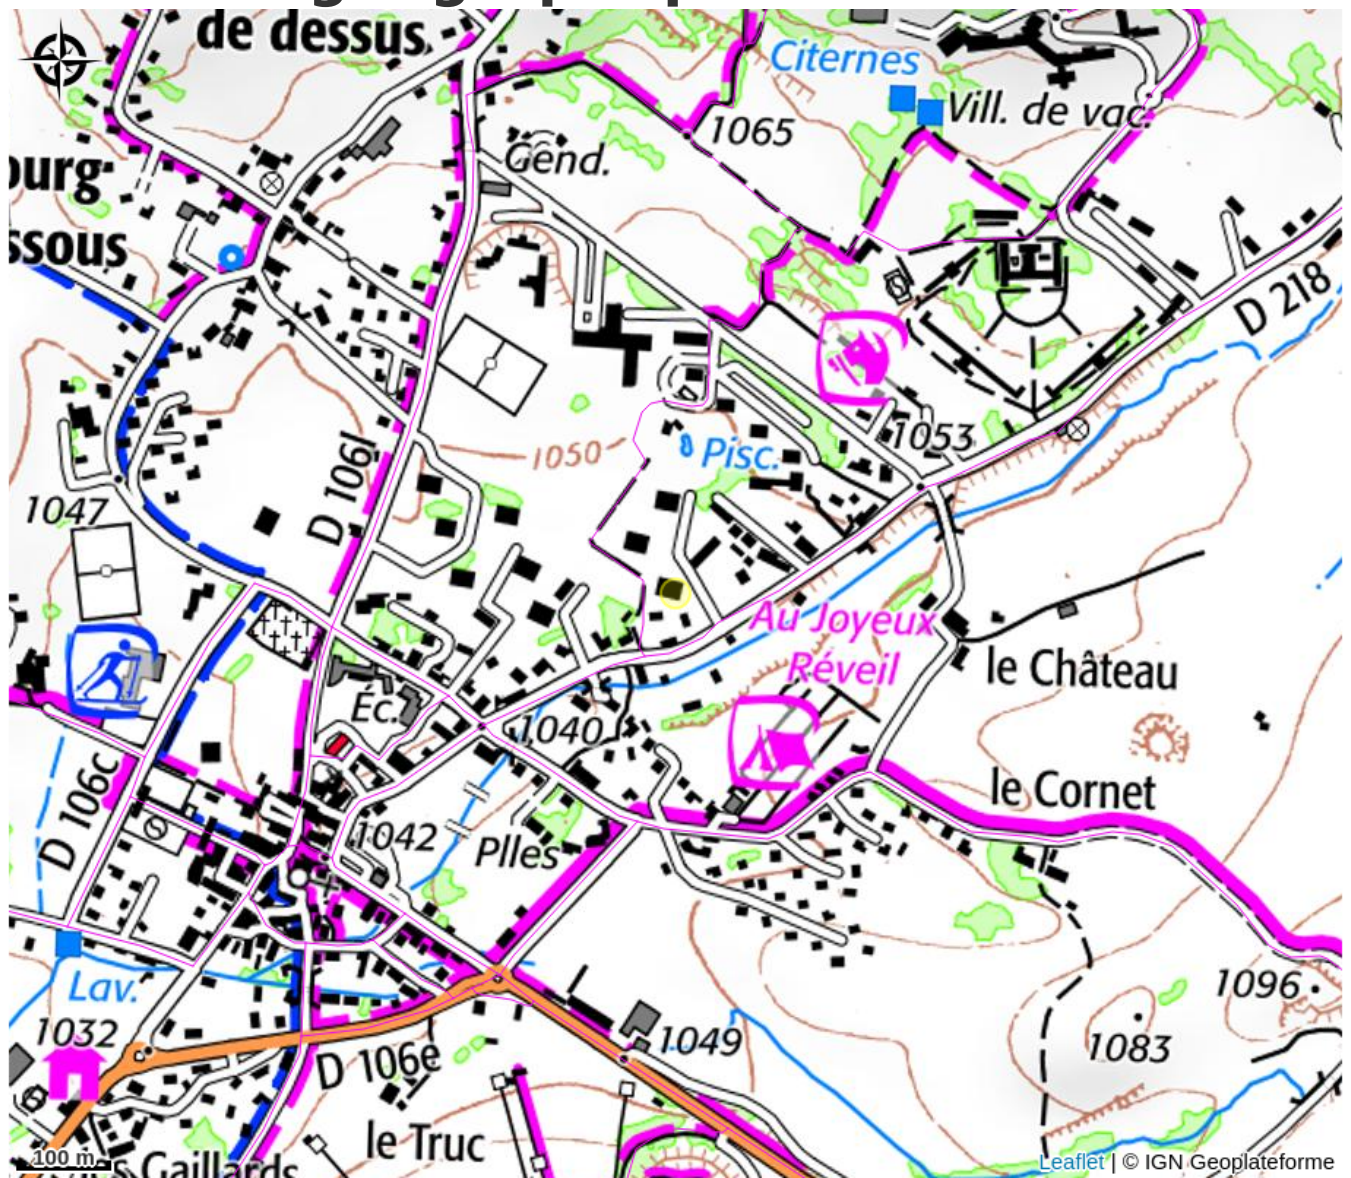 de dessus
Citernes
Vill. de vac.
1065
Gend.
ourg
ssous
D 218
1053
Pisc.
1050
D 106l
1047
Au Joyeux
Réveil
le Château
Éc.
1040
le Cornet
D 106c
1042
Plles
1096
Lav.
1032
1049
1083
D 106e
le Truc
Gaillards
100 m
Leaflet | © IGN Geoplateforme